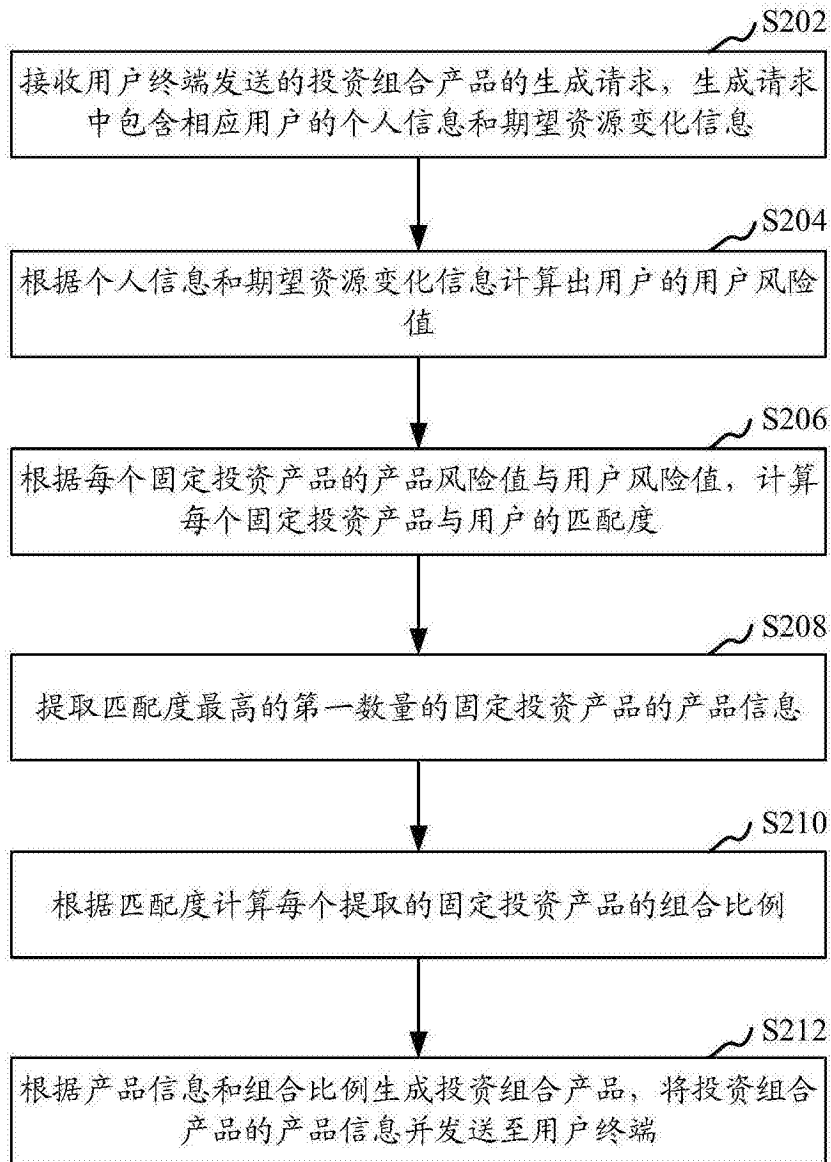 S202
接收用户终端发送的投资组合产品的生成请求，生成请求
中包含相应用户的个人信息和期望资源变化信息
S204
根据个人信息和期望资源变化信息计算出用户的用户风险
值
S206
根据每个固定投资产品的产品风险值与用户风险值，计算
每个固定投资产品与用户的匹配度
S208
提取匹配度最高的第一数量的固定投资产品的产品信息
S210
根据匹配度计算每个提取的固定投资产品的组合比例
S212
根据产品信息和组合比例生成投资组合产品，将投资组合
产品的产品信息并发送至用户终端